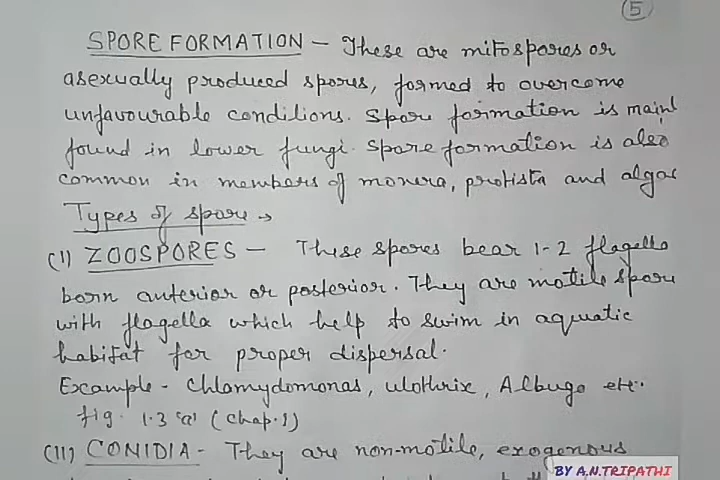 5
SPORE FORMATION - These are mitospores or
asexually produced spores, formed to overcome
unfavourable conditions. Spore formation is mainl
found in lower fungi. Spore formation is also
common in members of monera, protista and algae
Types of spore →
(I) ZOOSPORES - These spores bear 1-2 flagella
born anterior or posterior. They are motile spore
with flagella which help to swim in aquatic
habitat for proper dispersal.
Example - Chlamydomonas, ulothrix, Albugo etc.
fig. 1.3 'a' (Chap.1)
(II) CONIDIA - They are non-motile, exogenous
BY A.N.TRIPATHI